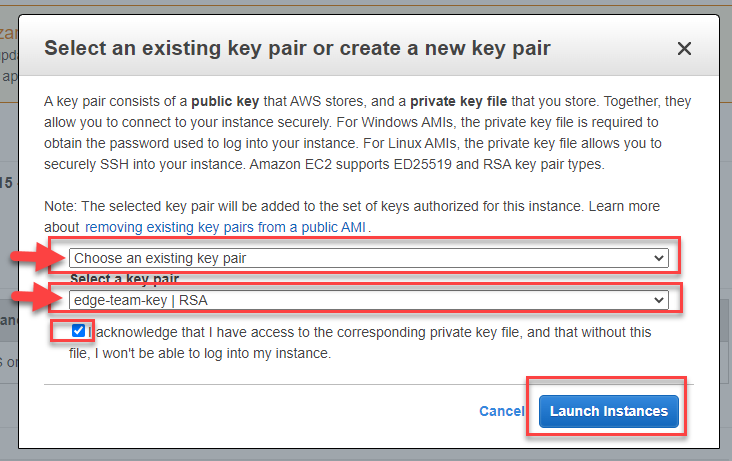 Select an existing key pair or create a new key pair
A key pair consists of a public key that AWS stores, and a private key file that you store. Together, they
allow you to connect to your instance securely. For Windows AMIs, the private key file is required to
obtain the password used to log into your instance. For Linux AMIs, the private key file allows you to
securely SSH into your instance. Amazon EC2 supports ED25519 and RSA key pair types.
Note: The selected key pair will be added to the set of keys authorized for this instance. Learn more
about removing existing key pairs from a public AMI.
Choose an existing key pair
Select a key pair
edge-team-key | RSA
I acknowledge that I have access to the corresponding private key file, and that without this
file, I won't be able to log into my instance.
Cancel
Launch Instances